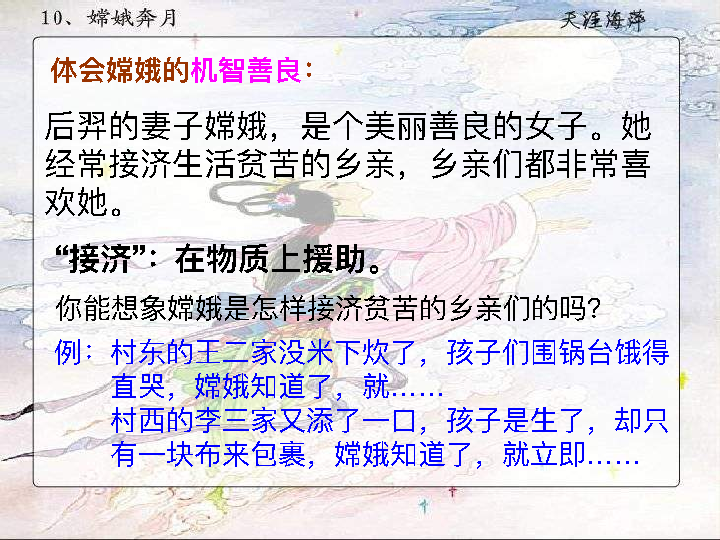 10、嫦娥奔月
天涯海萍
体会嫦娥的机智善良：
后羿的妻子嫦娥，是个美丽善良的女子。她
经常接济生活贫苦的乡亲，乡亲们都非常喜
欢她。
“接济”：在物质上援助。
你能想象嫦娥是怎样接济贫苦的乡亲们的吗？
例：村东的王二家没米下炊了，孩子们围锅台饿得
直哭，嫦娥知道了，就……
村西的李三家又添了一口，孩子是生了，却只
有一块布来包裹，嫦娥知道了，就立即……